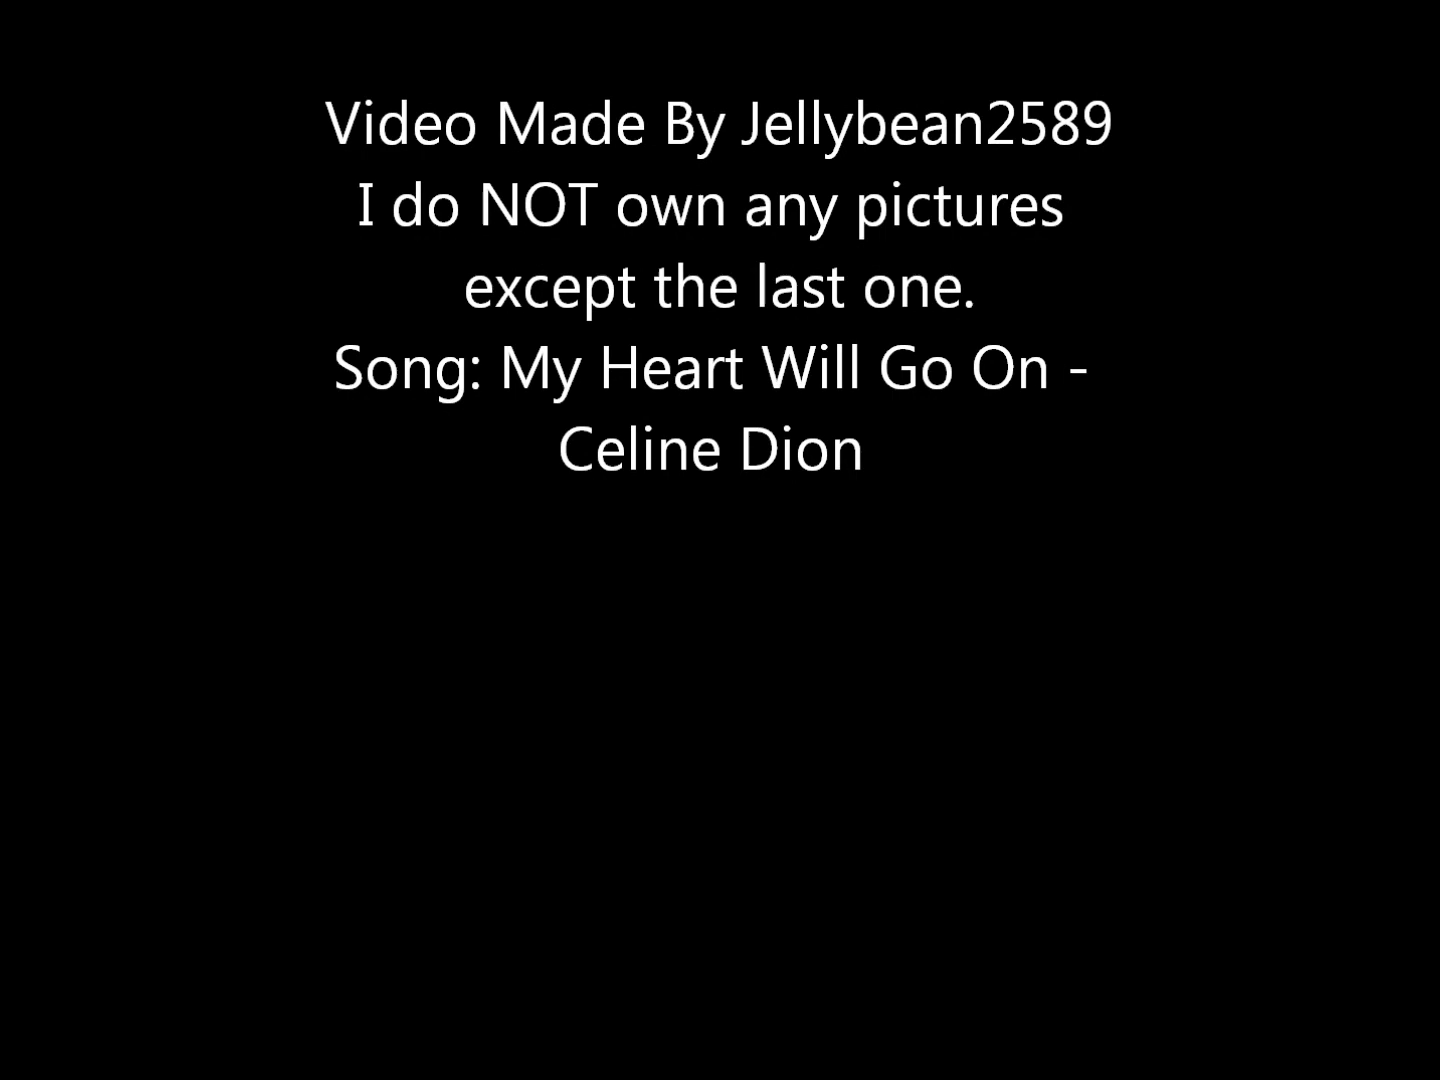 Video Made By Jellybean2589
I do NOT own any pictures
except the last one.
Song: My Heart Will Go On -
Celine Dion